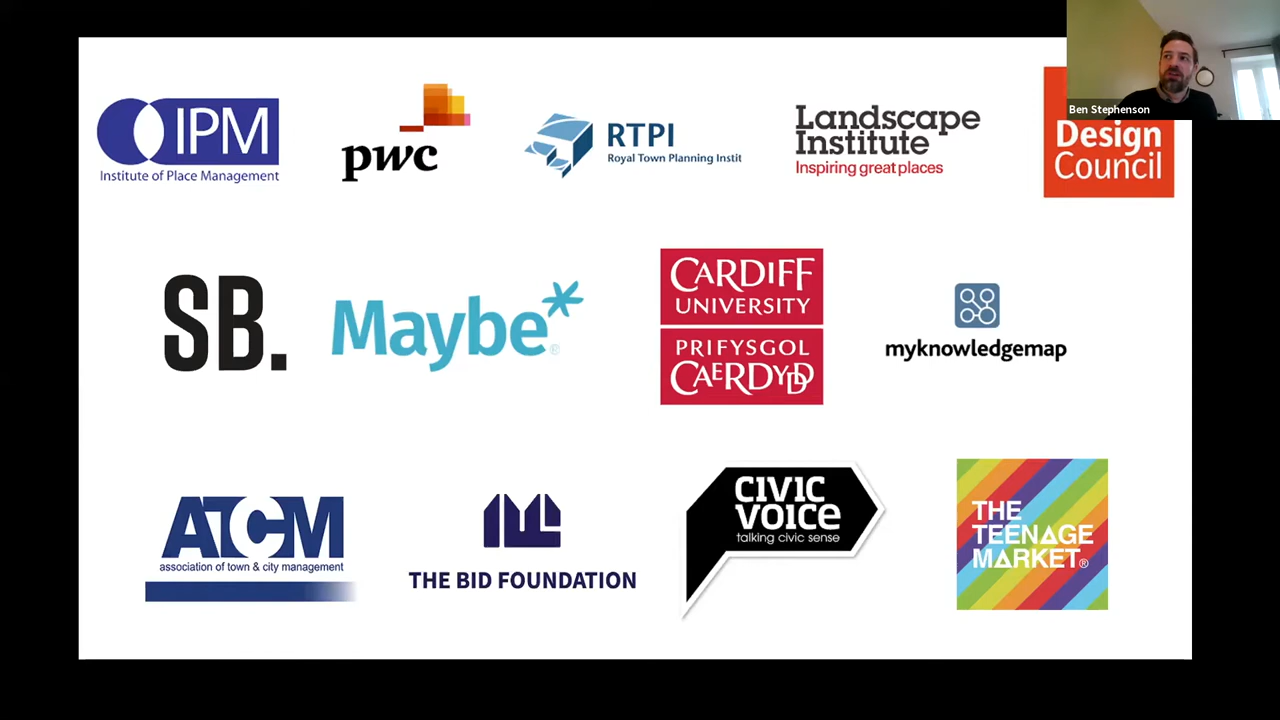 IPM
Institute of Place Management
pwc
RTPI
Royal Town Planning Instit
Landscape
Institute
Inspiring great places
Ben Stephenson
Design
Council
SB.
Maybe*
®
CARDIFF
UNIVERSITY
PRIFYSGOL
CAERDYDD
myknowledgemap
ATCM
association of town & city management
THE BID FOUNDATION
CIVIC
VOICE
talking civic sense
THE
TEENAGE
MARKET®